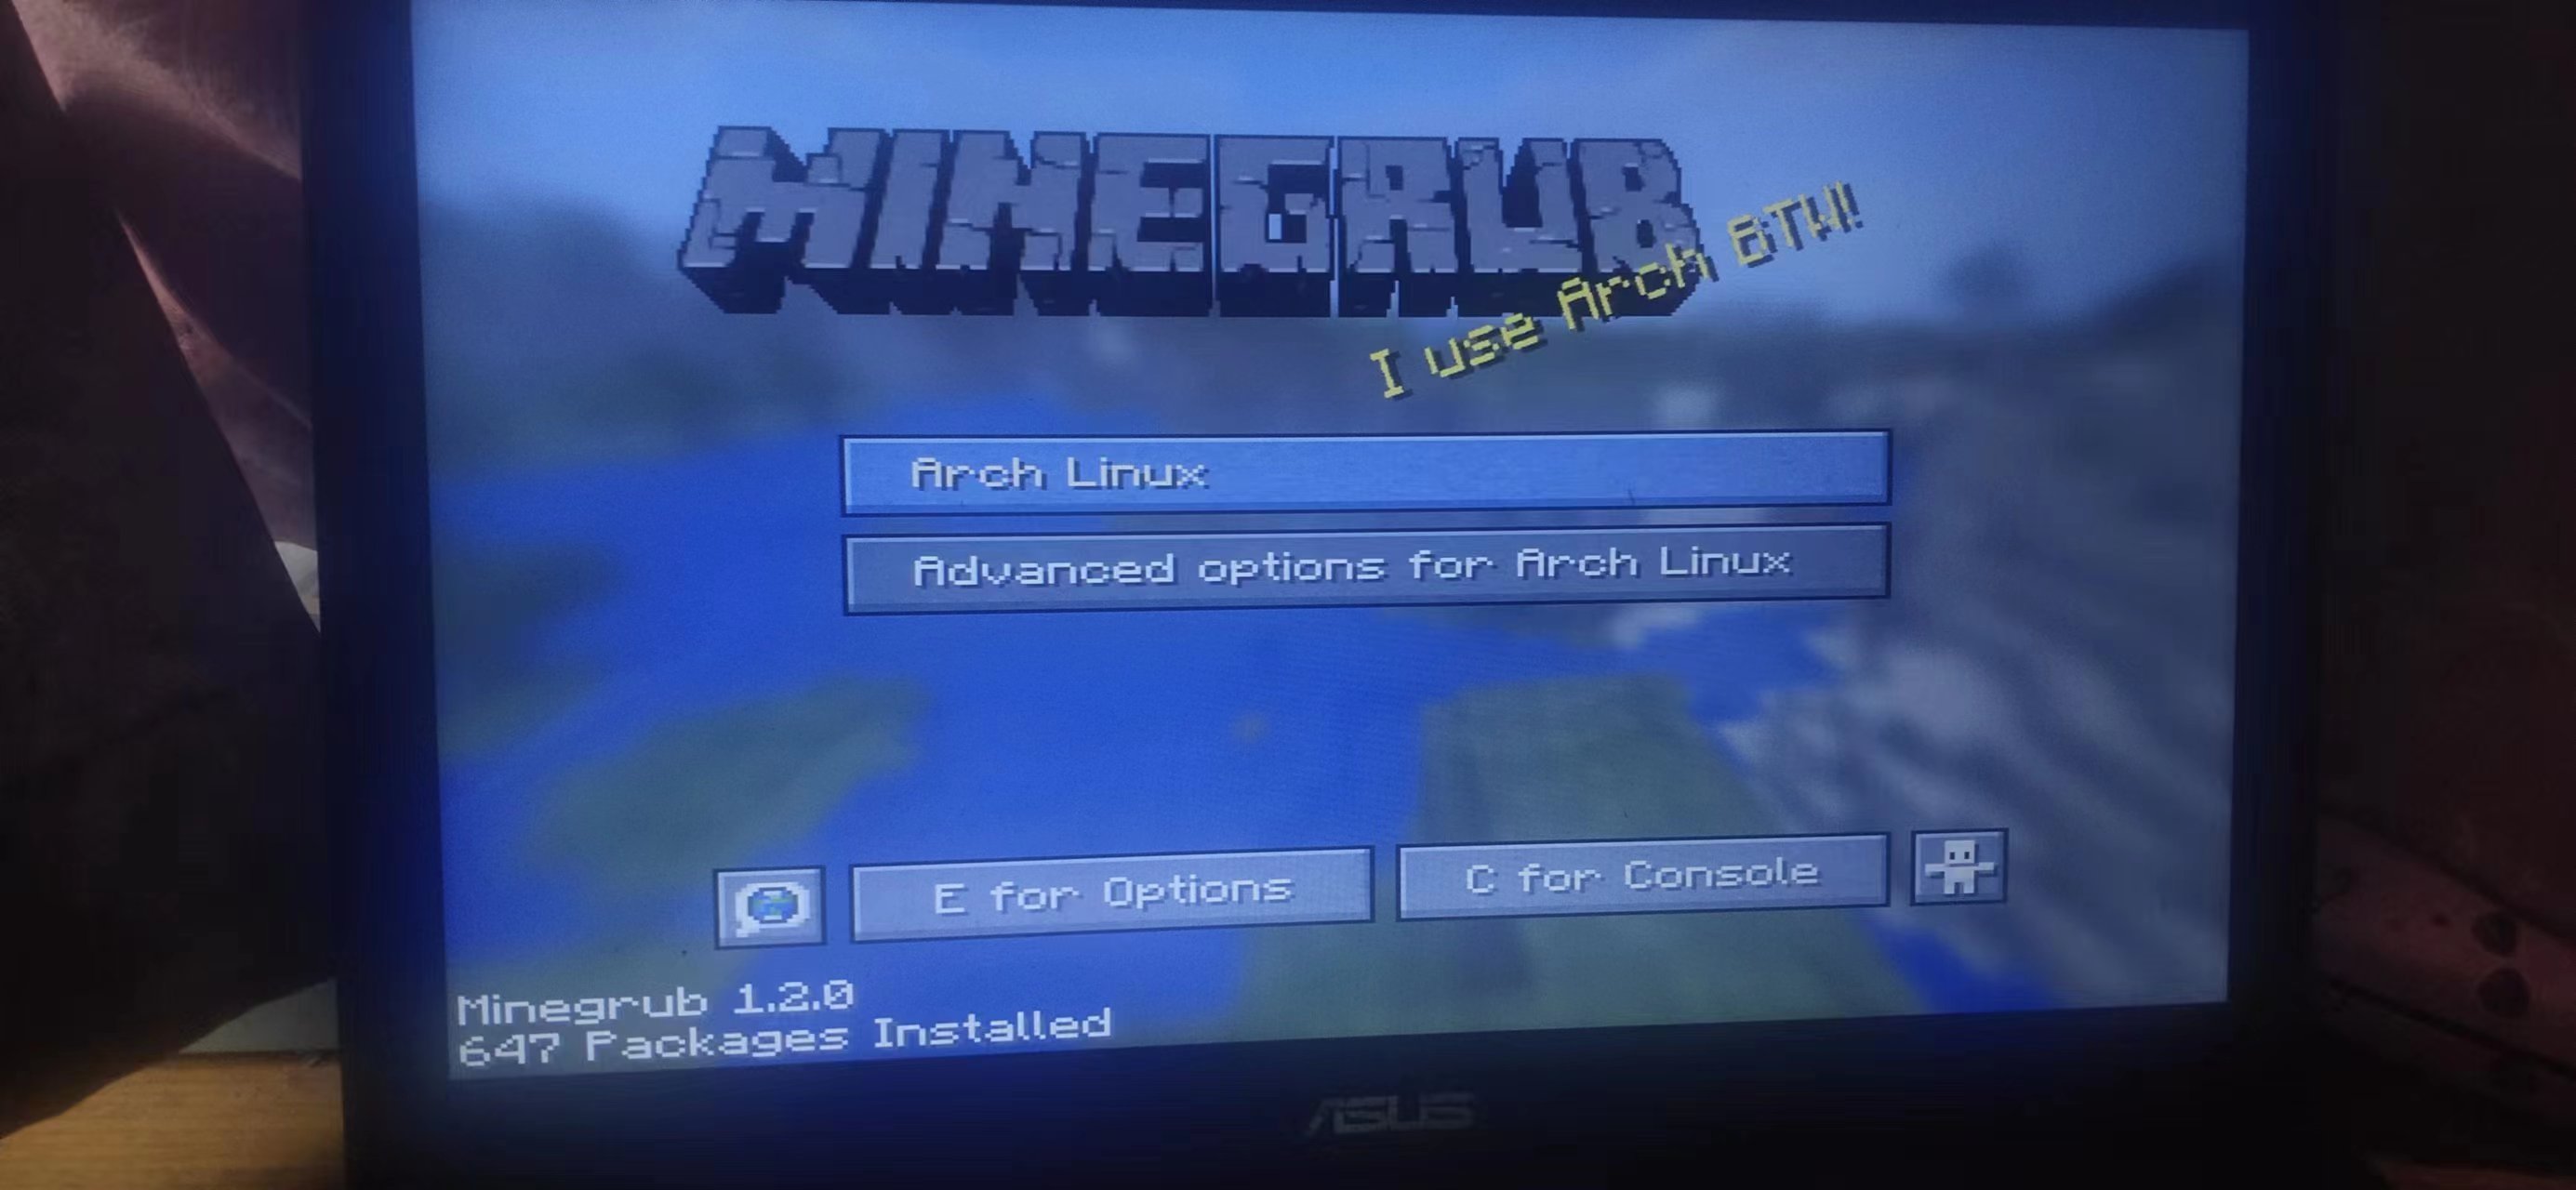 MINEGRUB
I use Arch BTW!
Arch Linux
Advanced options for Arch Linux
E for Options
C for Console
Minegrub 1.2.0
647 Packages Installed
ASUS